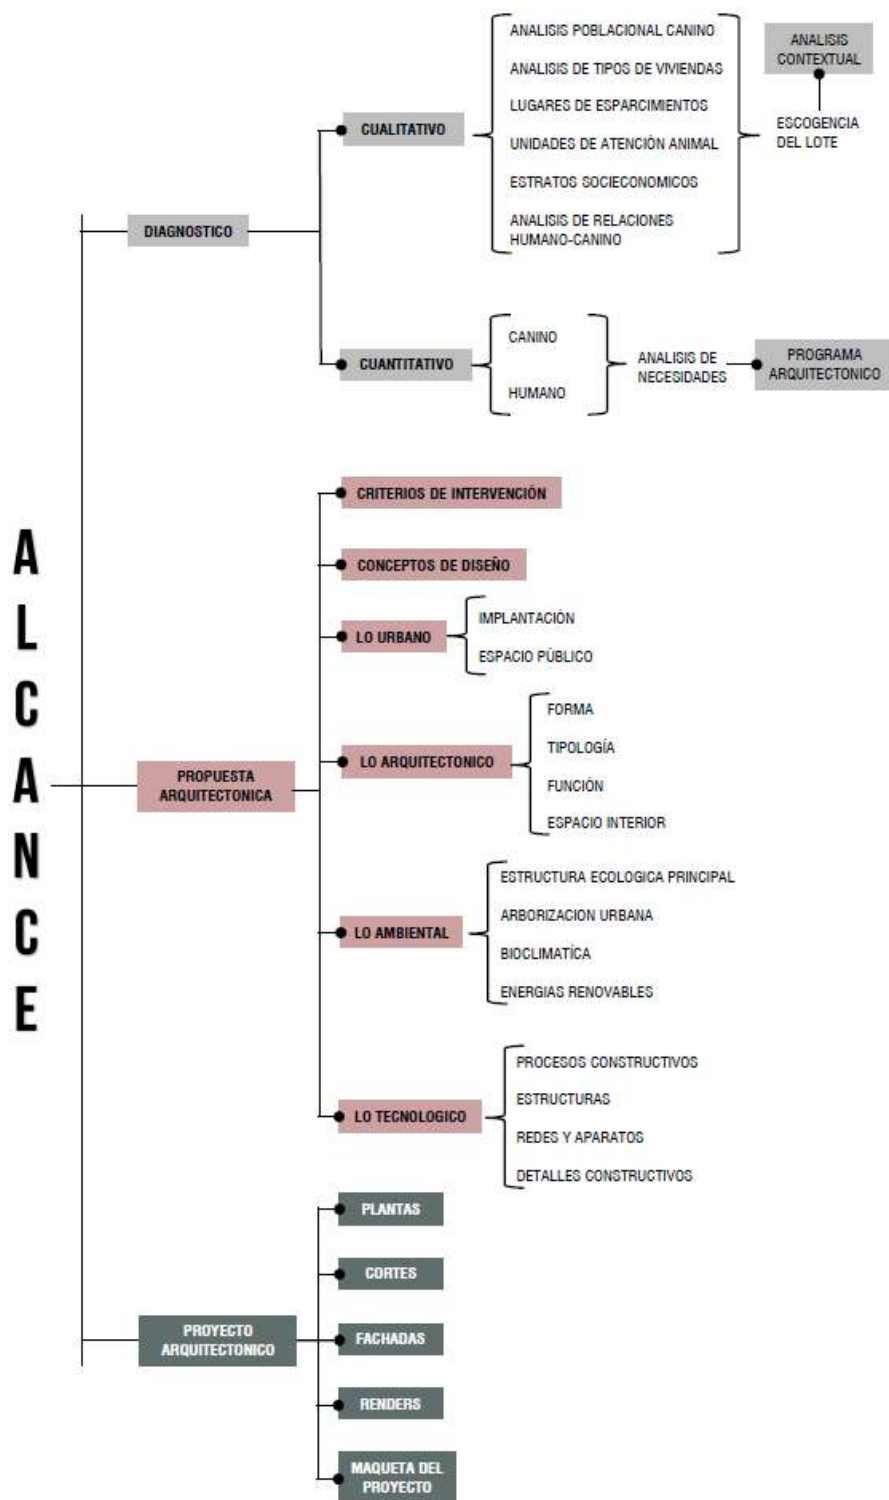 ALCANCE
DIAGNOSTICO
CUALITATIVO
ANALISIS POBLACIONAL CANINO
ANALISIS DE TIPOS DE VIVIENDAS
LUGARES DE ESPARCIMIENTOS
UNIDADES DE ATENCIÓN ANIMAL
ESTRATOS SOCIECONOMICOS
ANALISIS DE RELACIONES
HUMANO-CANINO
ESCOGENCIA
DEL LOTE
ANALISIS
CONTEXTUAL
CUANTITATIVO
CANINO
HUMANO
ANALISIS DE
NECESIDADES
PROGRAMA
ARQUITECTONICO
PROPUESTA
ARQUITECTONICA
CRITERIOS DE INTERVENCIÓN
CONCEPTOS DE DISEÑO
LO URBANO
IMPLANTACIÓN
ESPACIO PÚBLICO
LO ARQUITECTONICO
FORMA
TIPOLOGÍA
FUNCIÓN
ESPACIO INTERIOR
LO AMBIENTAL
ESTRUCTURA ECOLOGICA PRINCIPAL
ARBORIZACION URBANA
BIOCLIMATÍCA
ENERGIAS RENOVABLES
LO TECNOLOGICO
PROCESOS CONSTRUCTIVOS
ESTRUCTURAS
REDES Y APARATOS
DETALLES CONSTRUCTIVOS
PROYECTO
ARQUITECTONICO
PLANTAS
CORTES
FACHADAS
RENDERS
MAQUETA DEL
PROYECTO